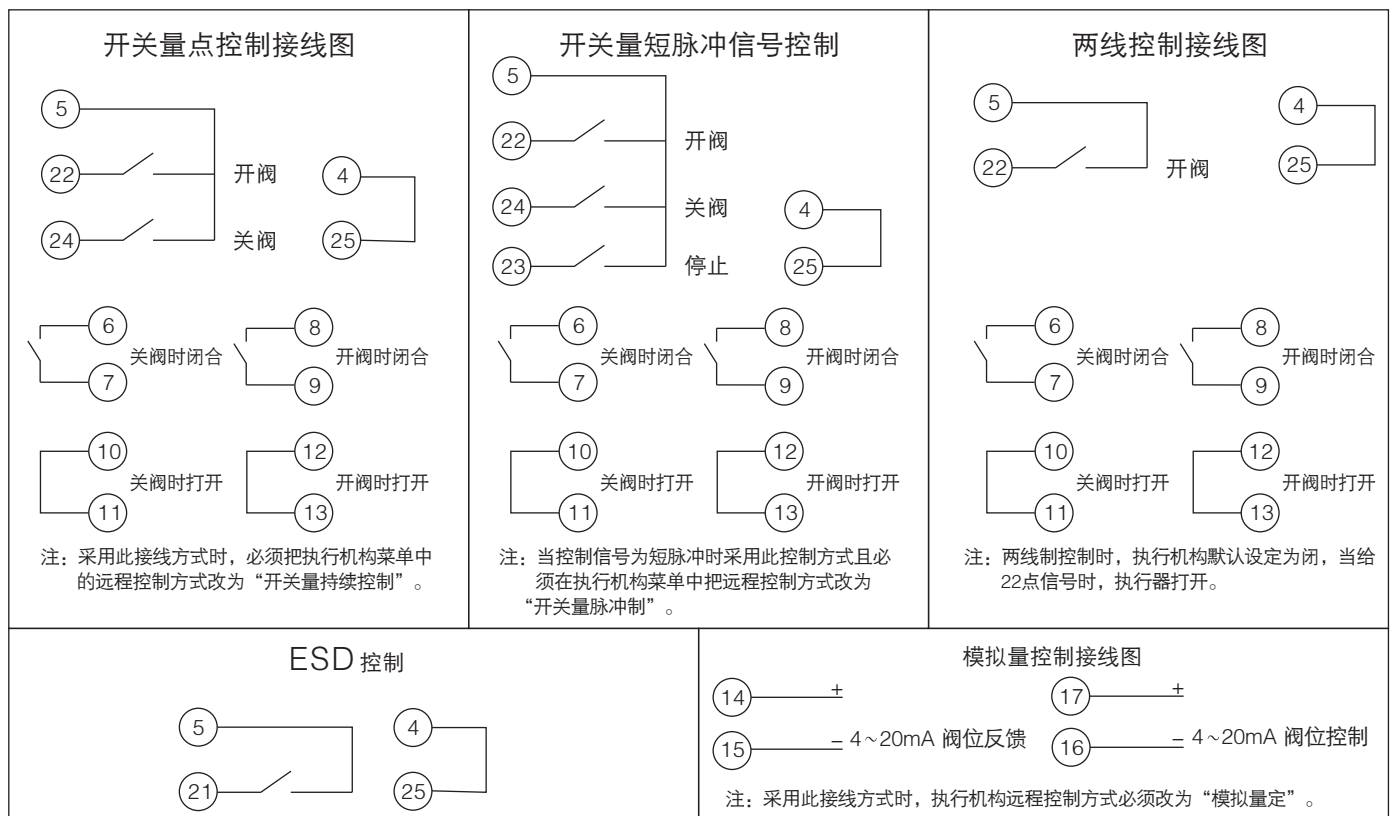 开关量点控制接线图
5
22
开阀
4
24
关阀
25
6
关阀时闭合
7
8
开阀时闭合
9
10
关阀时打开
11
12
开阀时打开
13
注：采用此接线方式时，必须把执行机构菜单中
的远程控制方式改为“开关量持续控制”。
开关量短脉冲信号控制
5
22
开阀
24
关阀
4
23
停止
25
6
关阀时闭合
7
8
开阀时闭合
9
10
关阀时打开
11
12
开阀时打开
13
注：当控制信号为短脉冲时采用此控制方式且必
须在执行机构菜单中把远程控制方式改为
“开关量脉冲制”。
两线控制接线图
5
4
22
开阀
25
6
关阀时闭合
7
8
开阀时闭合
9
10
关阀时打开
11
12
开阀时打开
13
注：两线制控制时，执行机构默认设定为闭，当给
22点信号时，执行器打开。
ESD 控制
5
4
21
25
模拟量控制接线图
14 +
15 − 4~20mA 阀位反馈
17 +
16 − 4~20mA 阀位控制
注：采用此接线方式时，执行机构远程控制方式必须改为“模拟量定”。